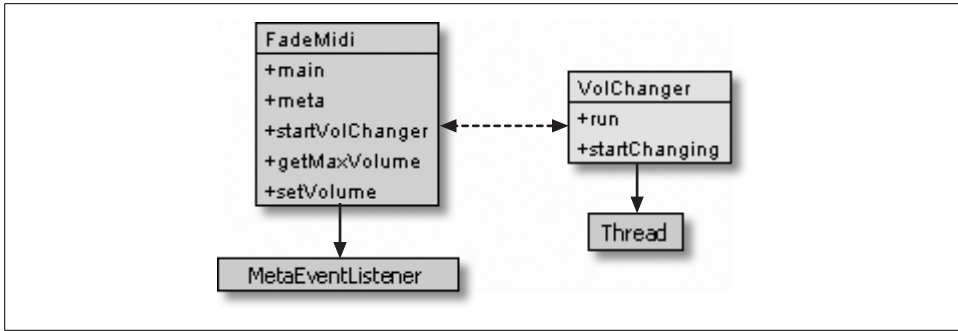 FadeMidi
+main
+meta
+startVolChanger
+getMaxVolume
+setVolume
MetaEventListener
VolChanger
+run
+startChanging
Thread